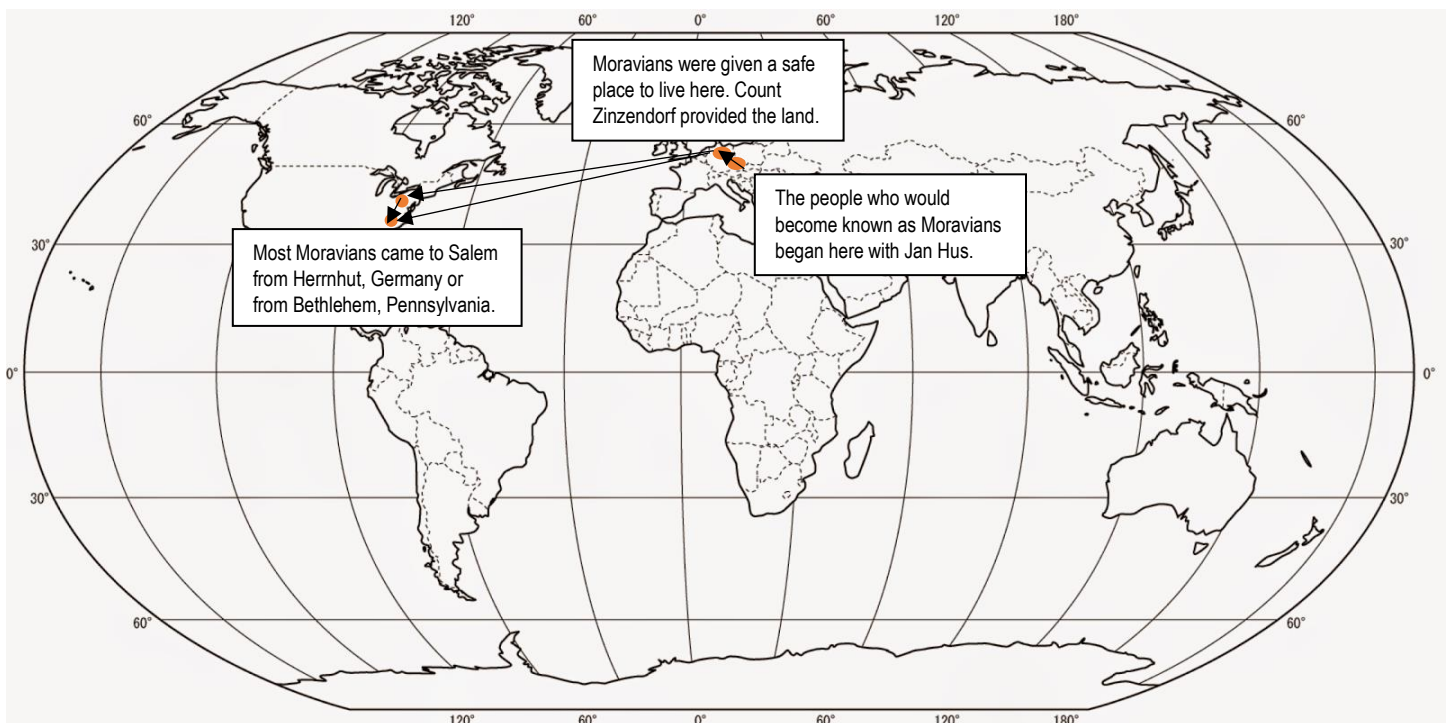 120° 60° 0° 60° 120° 180°
Moravians were given a safe
place to live here. Count
Zinzendorf provided the land.
60° 60°
The people who would
become known as Moravians
began here with Jan Hus.
30° 30°
Most Moravians came to Salem
from Herrnhut, Germany or
from Bethlehem, Pennsylvania.
0° 0°
30° 30°
60° 60°
120° 60° 0° 60° 120° 180°